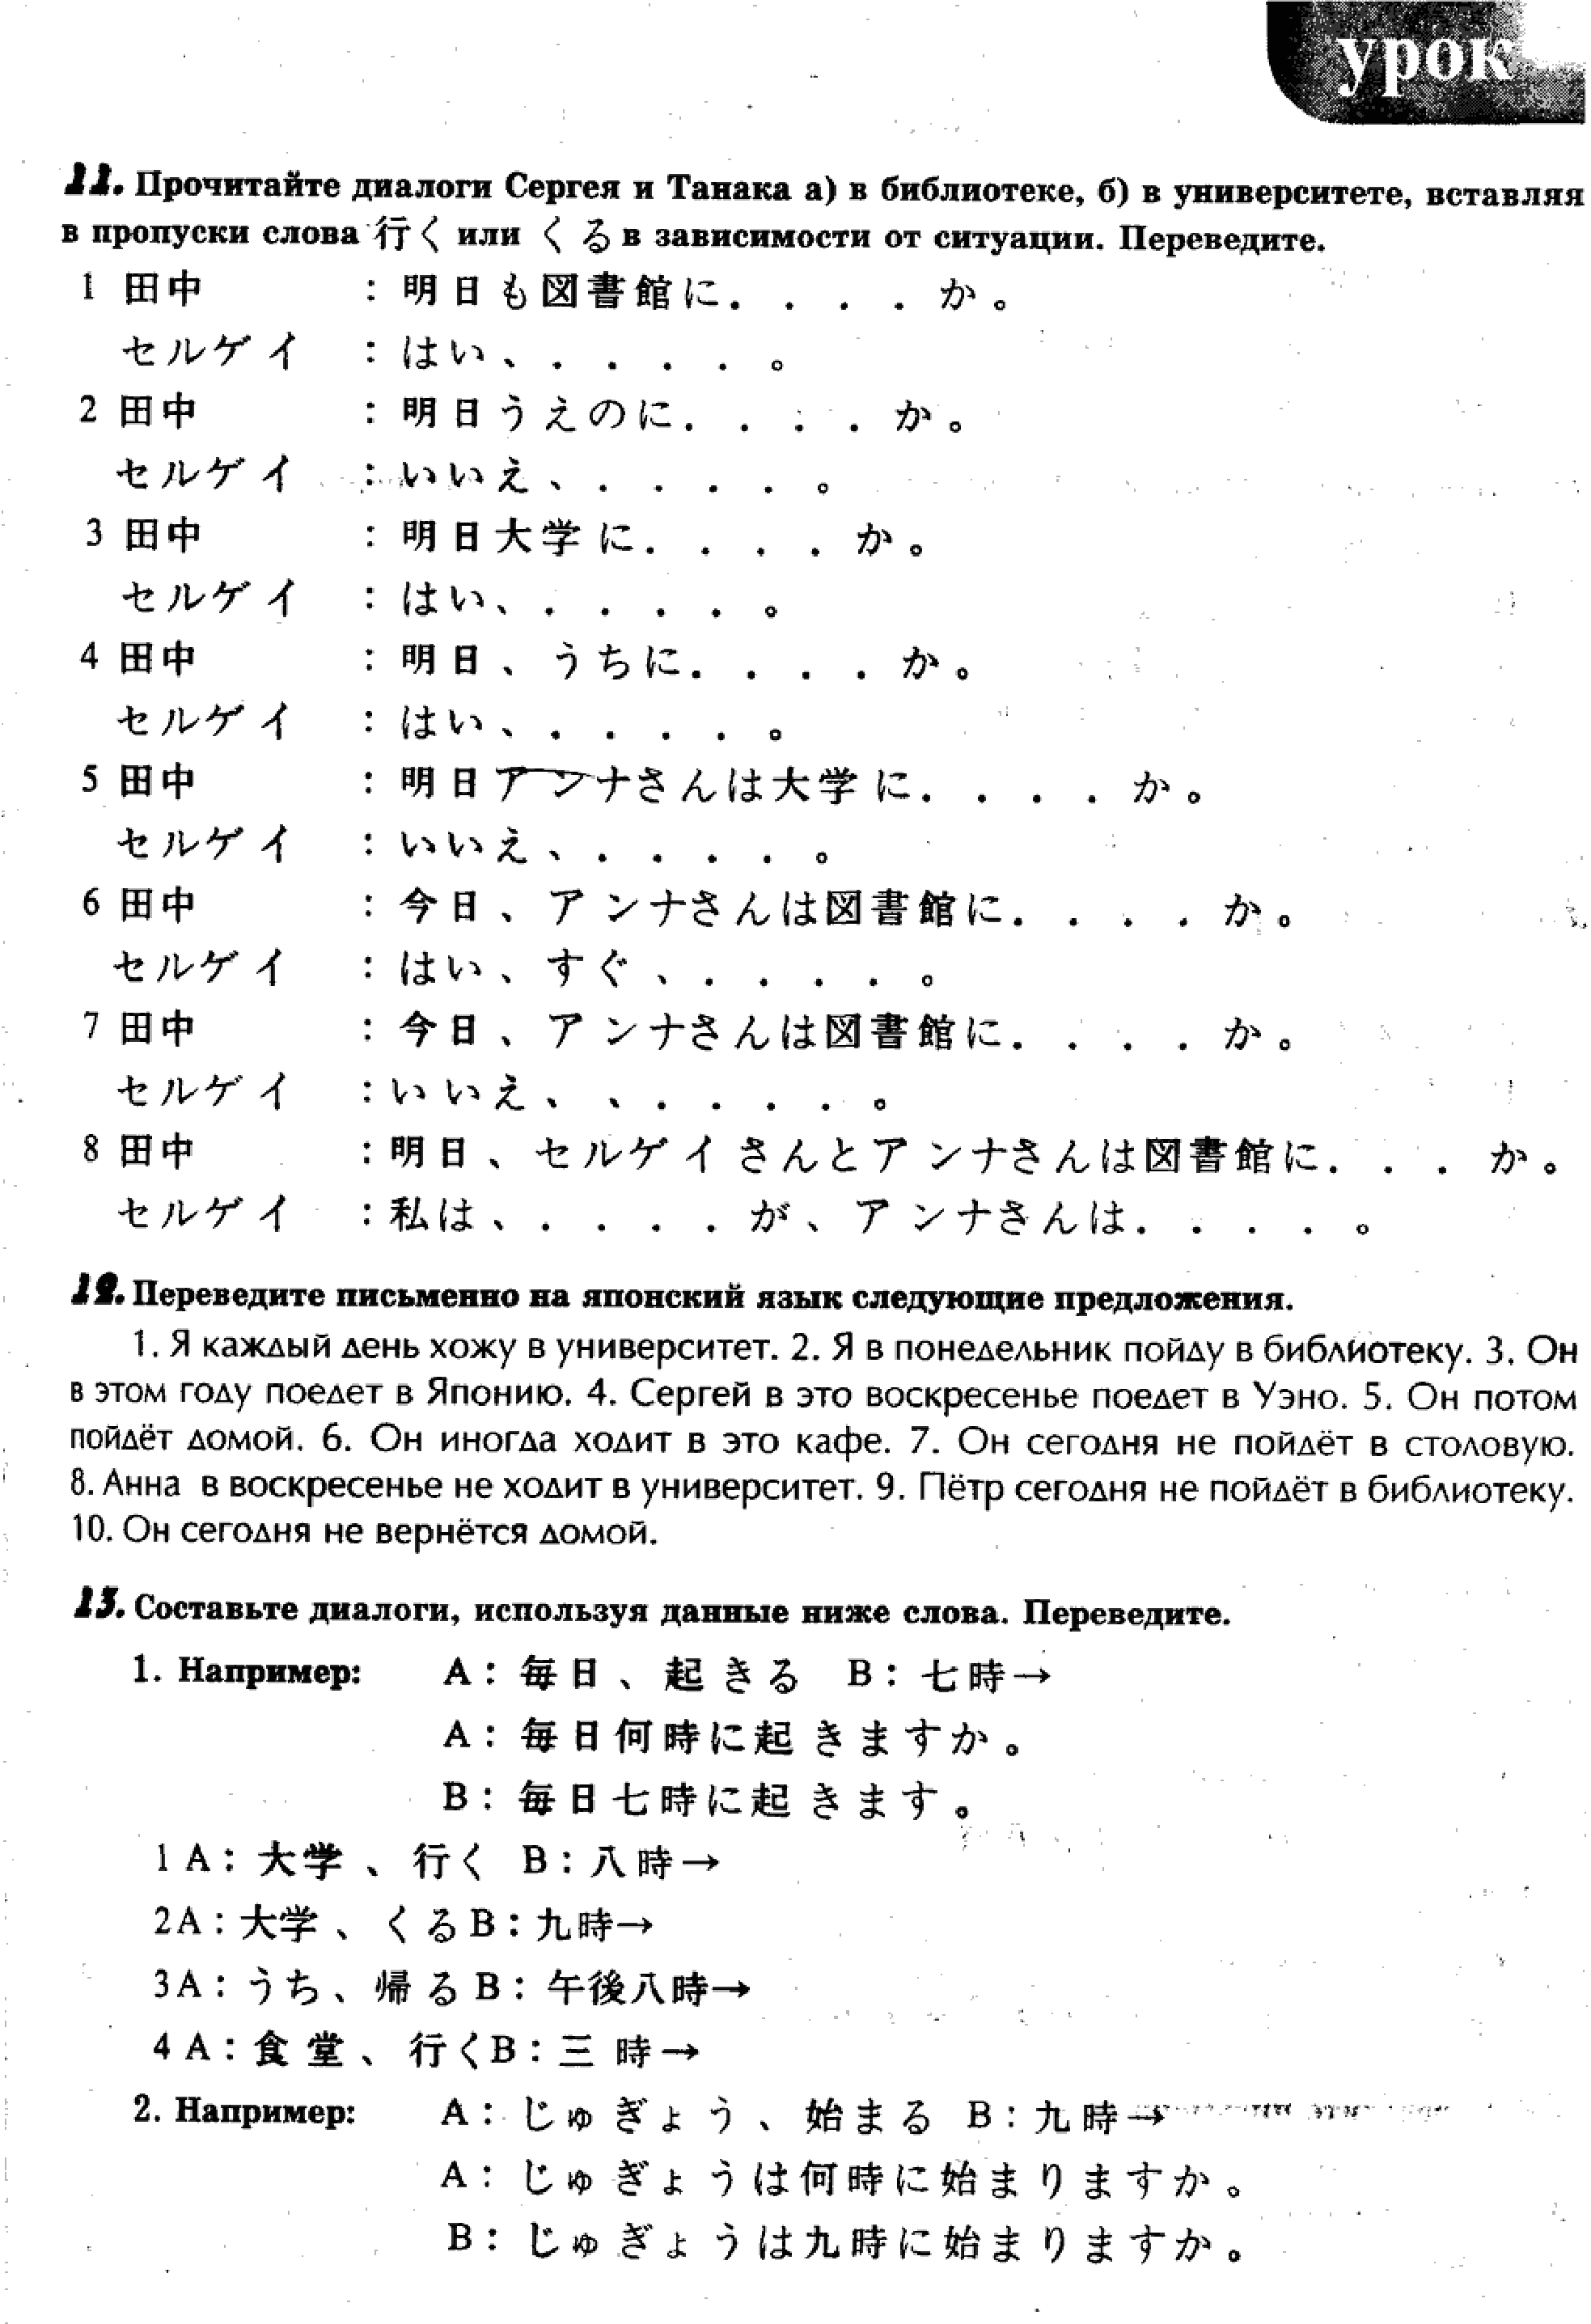 урок
11. Прочитайте диалоги Сергея и Танака а) в библиотеке, б) в университете, вставляя
в пропуски слова 行く или くる в зависимости от ситуации. Переведите.
1 田中 : 明日も図書館に. . . . か。
セルゲイ : はい、. . . . . 。
2 田中 : 明日うえのに. . . . か。
セルゲイ : いいえ、. . . . . 。
3 田中 : 明日大学に. . . . か。
セルゲイ : はい、. . . . . 。
4 田中 : 明日、うちに. . . . か。
セルゲイ : はい、. . . . . 。
5 田中 : 明日アンナさんは大学に. . . . か。
セルゲイ : いいえ、. . . . . 。
6 田中 : 今日、アンナさんは図書館に. . . . か。
セルゲイ : はい、すぐ、. . . . . 。
7 田中 : 今日、アンナさんは図書館に. . . . か。
セルゲイ : いいえ、、. . . . . 。
8 田中 : 明日、セルゲイさんとアンナさんは図書館に. . . か。
セルゲイ : 私は、. . . . が、アンナさんは. . . . . 。
12. Переведите письменно на японский язык следующие предложения.
1. Я каждый день хожу в университет. 2. Я в понедельник пойду в библиотеку. 3. Он
в этом году поедет в Японию. 4. Сергей в это воскресенье поедет в Уэно. 5. Он потом
пойдёт домой. 6. Он иногда ходит в это кафе. 7. Он сегодня не пойдёт в столовую.
8. Анна в воскресенье не ходит в университет. 9. Пётр сегодня не пойдёт в библиотеку.
10. Он сегодня не вернётся домой.
13. Составьте диалоги, используя данные ниже слова. Переведите.
1. Например: A: 毎日、起きる B: 七時→
A: 毎日何時に起きますか。
B: 毎日七時に起きます。
1 A: 大学、行く B: 八時→
2A: 大学、くるB: 九時→
3A: うち、帰るB: 午後八時→
4 A: 食堂、行くB: 三時→
2. Например: A: じゅぎょう、始まる B: 九時→
A: じゅぎょうは何時に始まりますか。
B: じゅぎょうは九時に始まりますか。